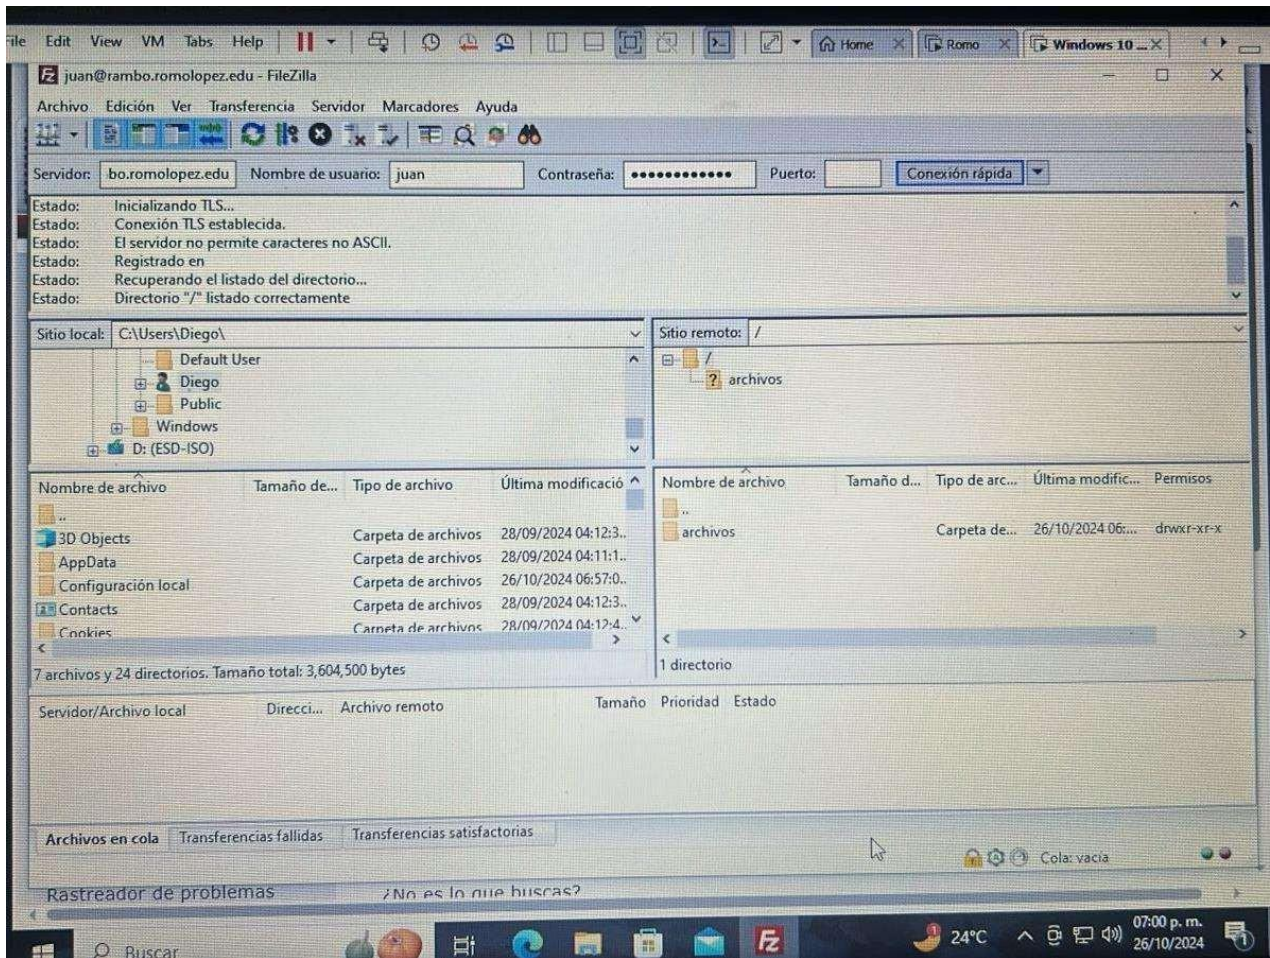 File Edit View VM Tabs Help Home Romo Windows 10 ...
juan@rambo.romolopez.edu - FileZilla
Archivo Edición Ver Transferencia Servidor Marcadores Ayuda
Servidor: bo.romolopez.edu Nombre de usuario: juan Contraseña: ●●●●●●●●●●●● Puerto: Conexión rápida
Estado: Inicializando TLS...
Estado: Conexión TLS establecida.
Estado: El servidor no permite caracteres no ASCII.
Estado: Registrado en
Estado: Recuperando el listado del directorio...
Estado: Directorio "/" listado correctamente
Sitio local: C:\Users\Diego\
Default User
Diego
Public
Windows
D: (ESD-ISO)
Sitio remoto: /
/
archivos
Nombre de archivo Tamaño de... Tipo de archivo Última modificació
..
3D Objects Carpeta de archivos 28/09/2024 04:12:3..
AppData Carpeta de archivos 28/09/2024 04:11:1..
Configuración local Carpeta de archivos 26/10/2024 06:57:0..
Contacts Carpeta de archivos 28/09/2024 04:12:3..
Cookies Carpeta de archivos 28/09/2024 04:12:4..
7 archivos y 24 directorios. Tamaño total: 3,604,500 bytes
Nombre de archivo Tamaño d... Tipo de arc... Última modific... Permisos
..
archivos Carpeta de... 26/10/2024 06:... drwxr-xr-x
1 directorio
Servidor/Archivo local Direcci... Archivo remoto Tamaño Prioridad Estado
Archivos en cola Transferencias fallidas Transferencias satisfactorias
Cola: vacía
Rastreador de problemas ¿No es lo que buscas?
Buscar 1 24°C 07:00 p. m.
26/10/2024 1